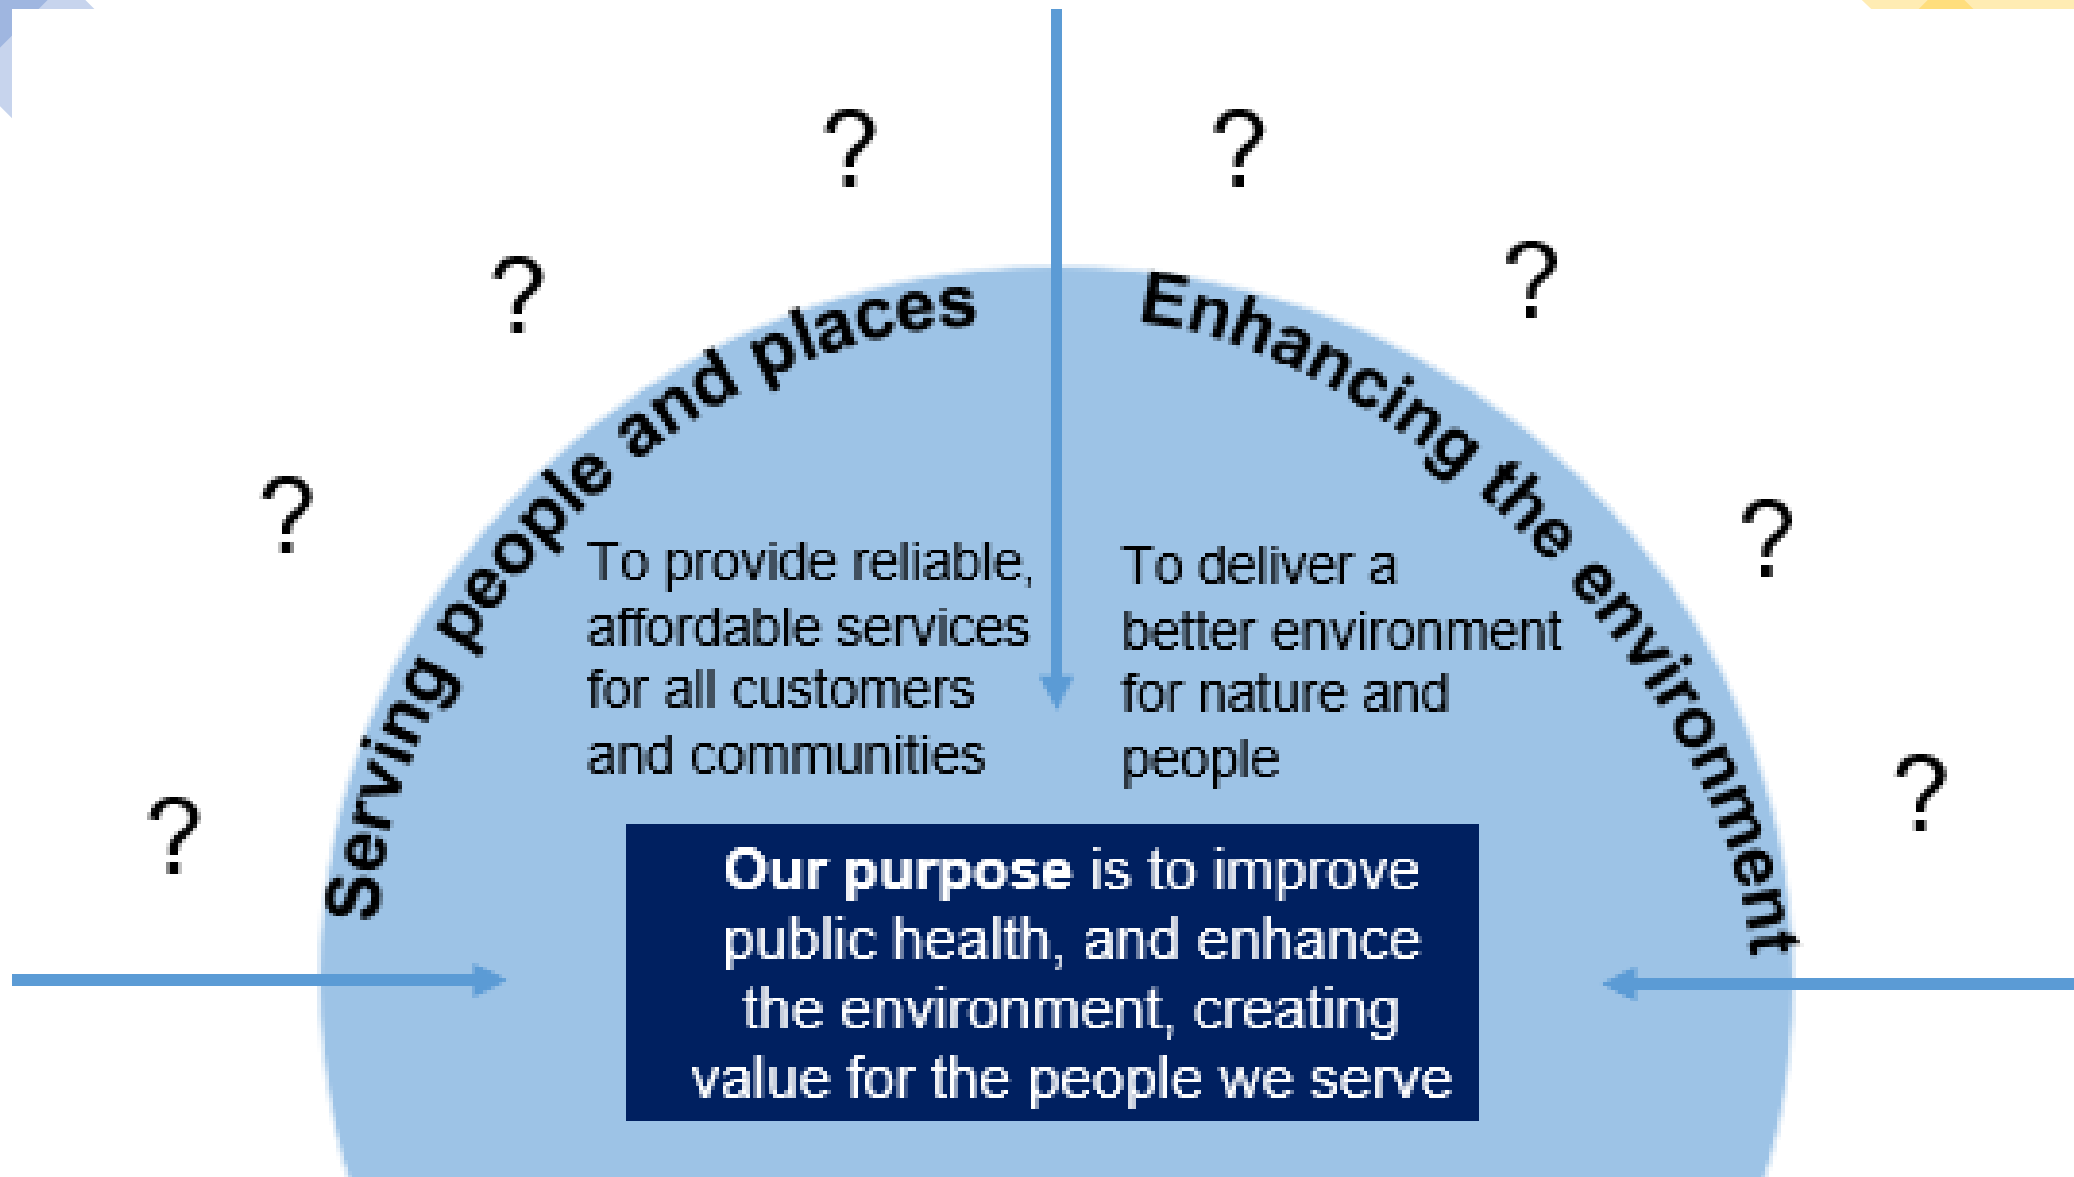 ? ?
? ?
Serving people and places
Enhancing the environment
? ?
To provide reliable,
affordable services
for all customers
and communities
To deliver a
better environment
for nature and
people
? ?
Our purpose is to improve
public health, and enhance
the environment, creating
value for the people we serve